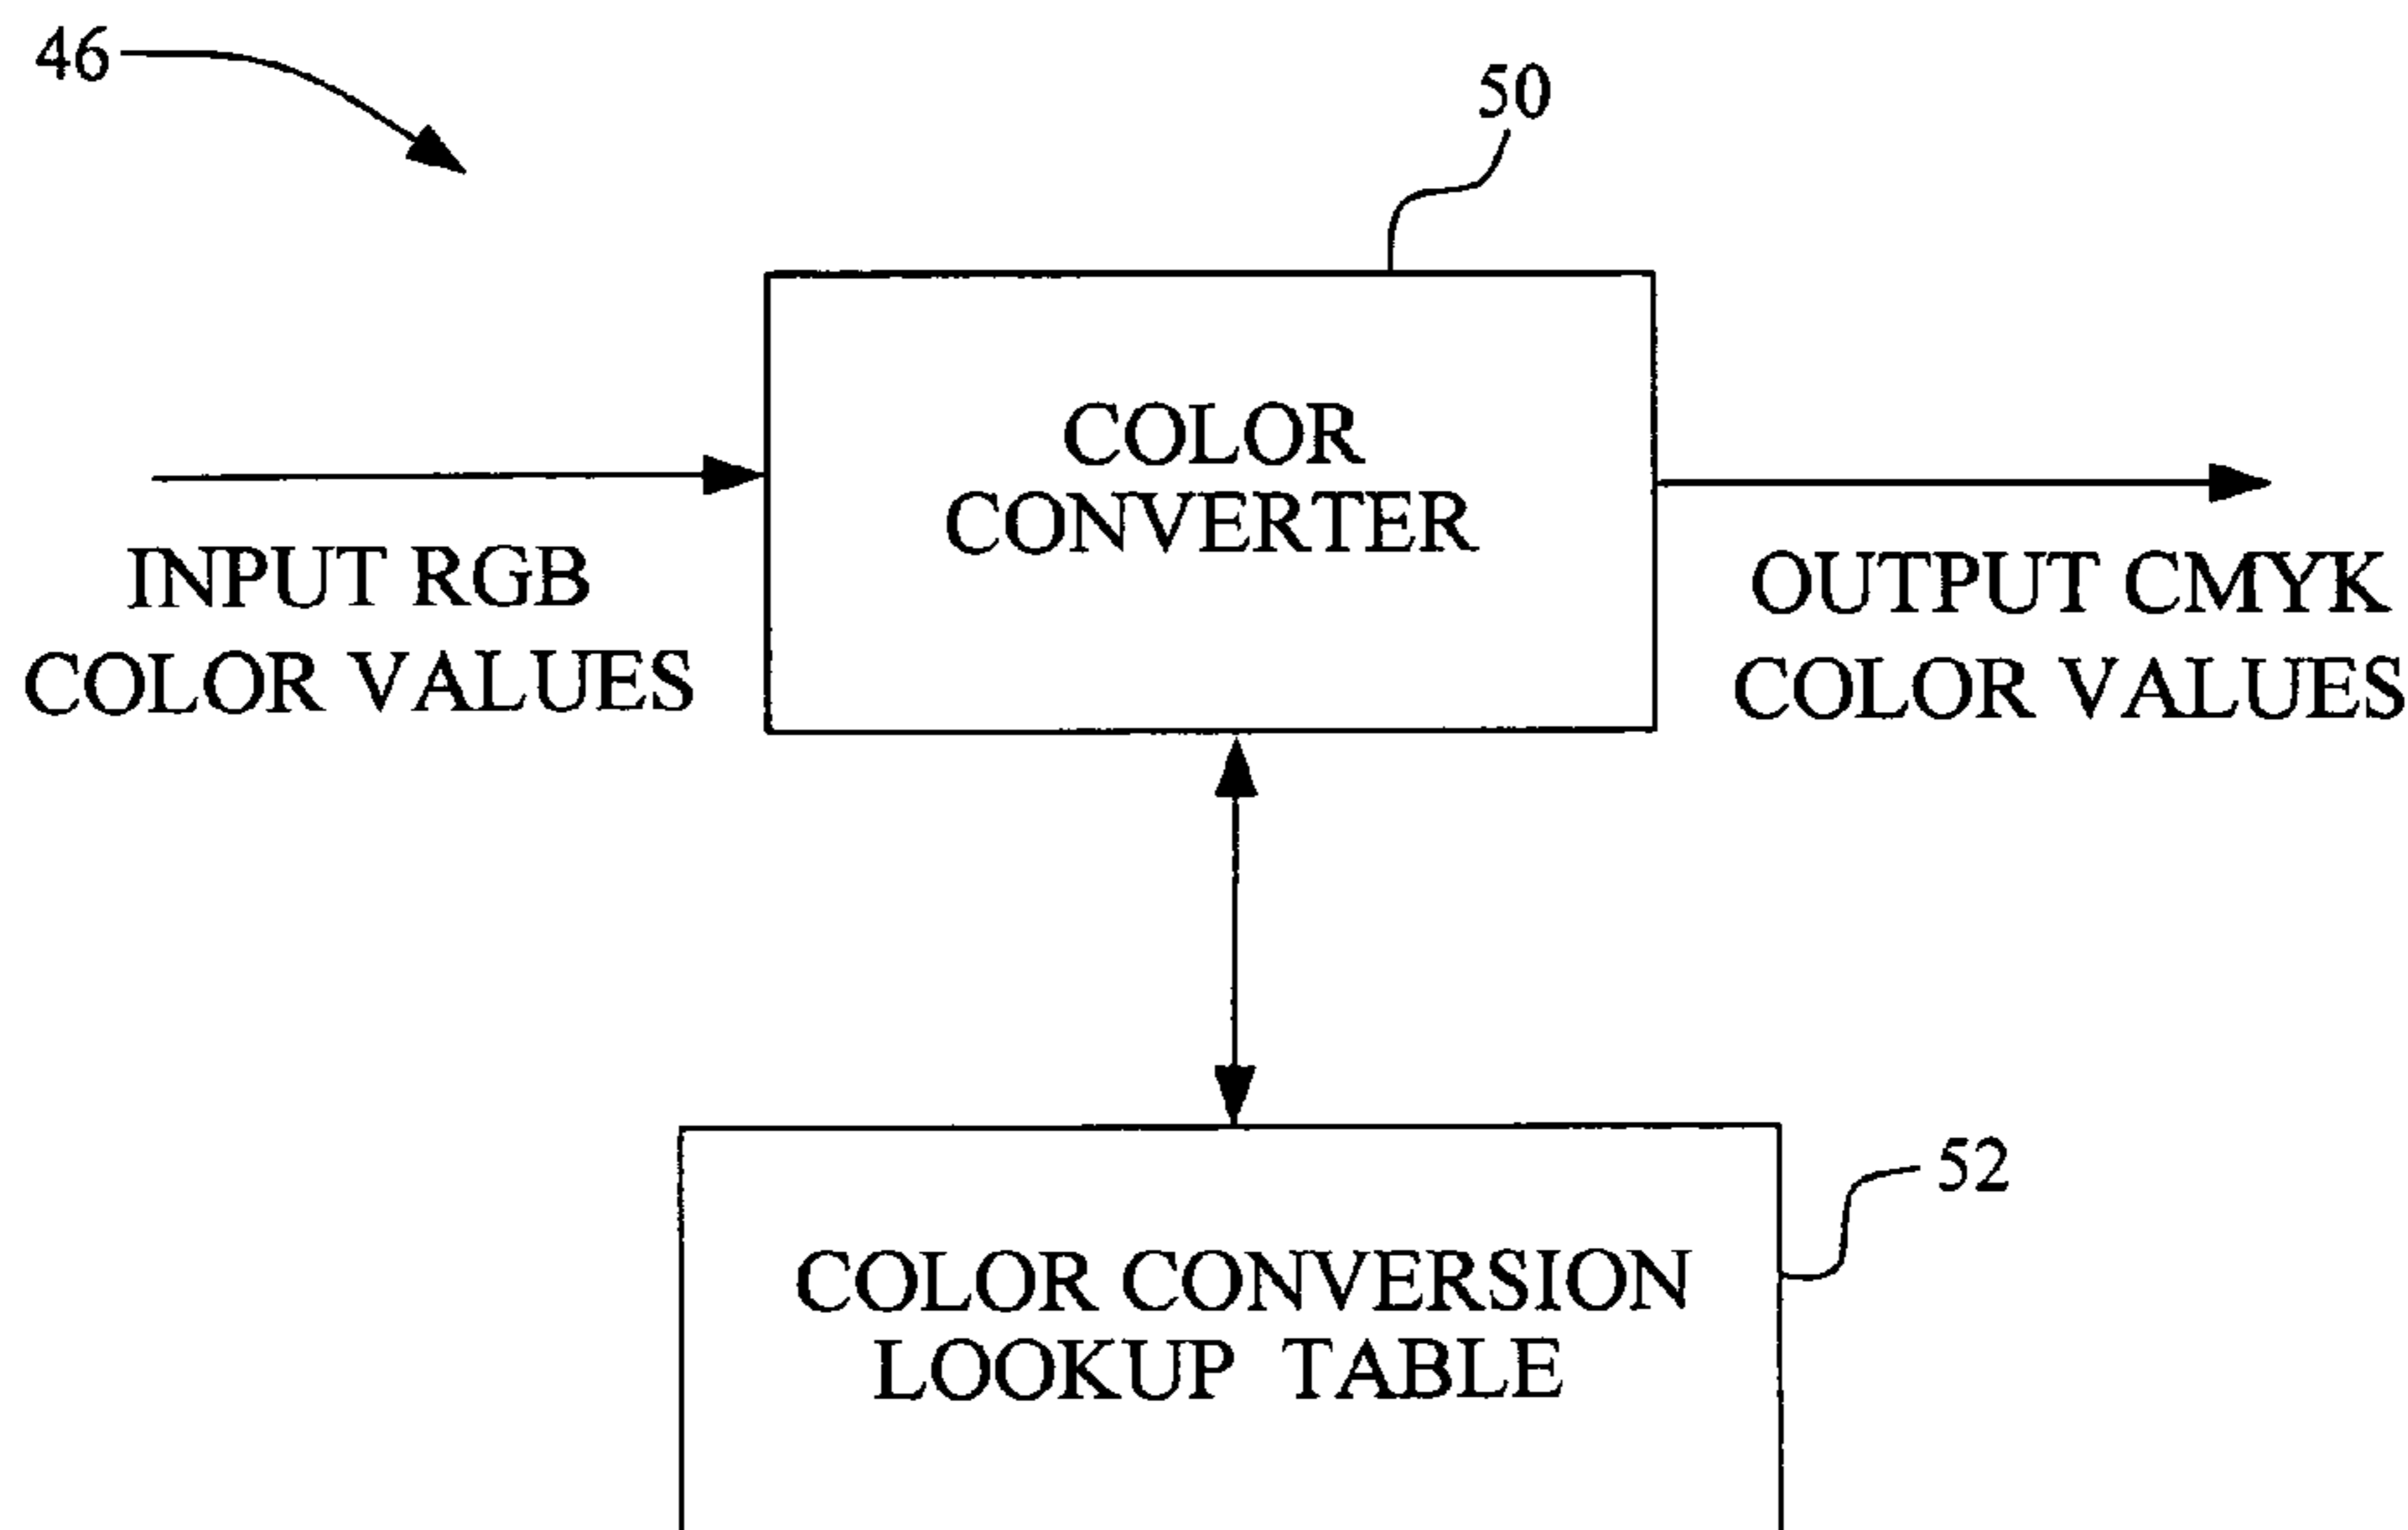 46
50
COLOR
CONVERTER
INPUT RGB
COLOR VALUES
OUTPUT CMYK
COLOR VALUES
52
COLOR CONVERSION
LOOKUP TABLE